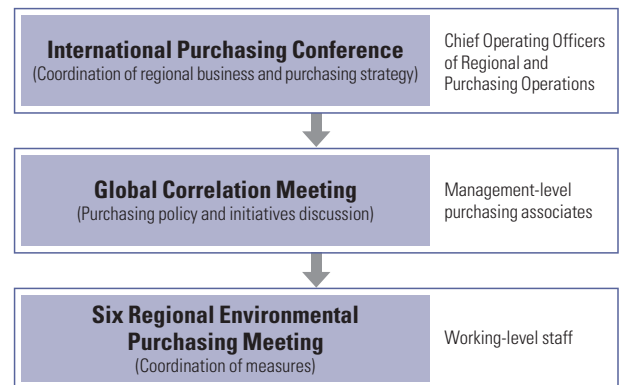 International Purchasing Conference
(Coordination of regional business and purchasing strategy)
Chief Operating Officers
of Regional and
Purchasing Operations
Global Correlation Meeting
(Purchasing policy and initiatives discussion)
Management-level
purchasing associates
Six Regional Environmental
Purchasing Meeting
(Coordination of measures)
Working-level staff